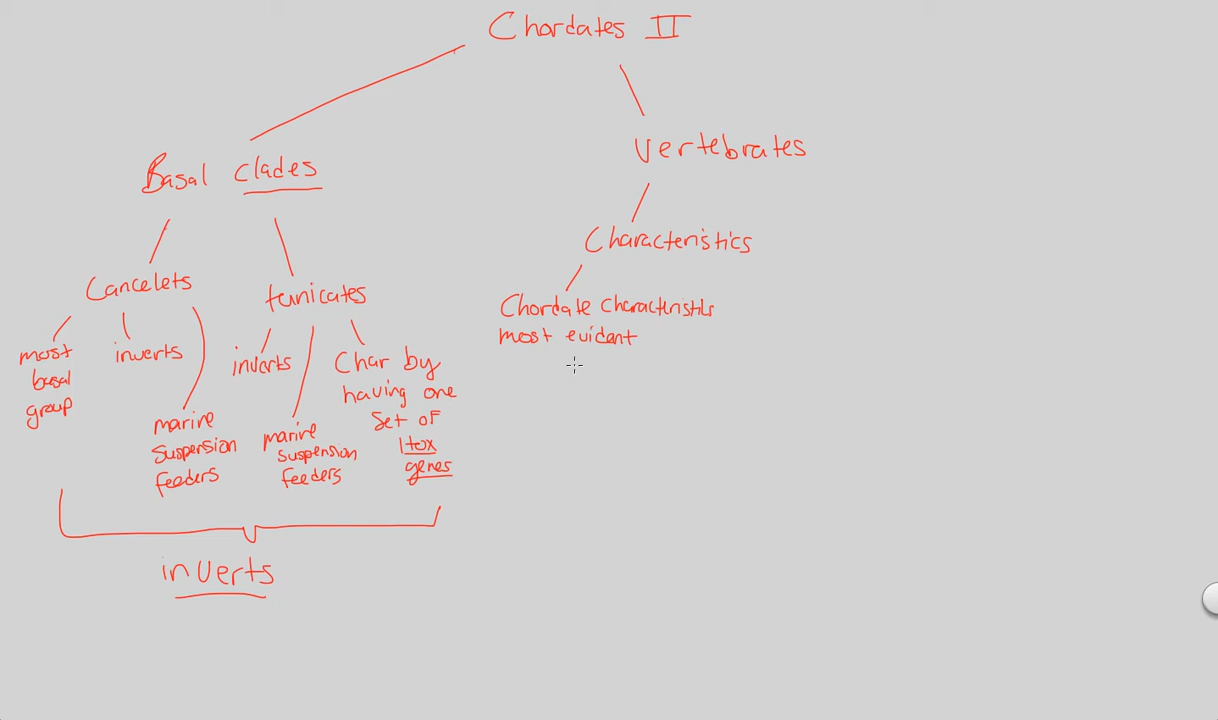 Chordates II
Basal clades
Vertebrates
Cancelets
tunicates
Characteristics
most
basal
group
inverts
marine
suspension
feeders
inverts
marine
suspension
feeders
Char by
having one
set of
Hox
genes
Chordate characteristics
most evidant
inverts